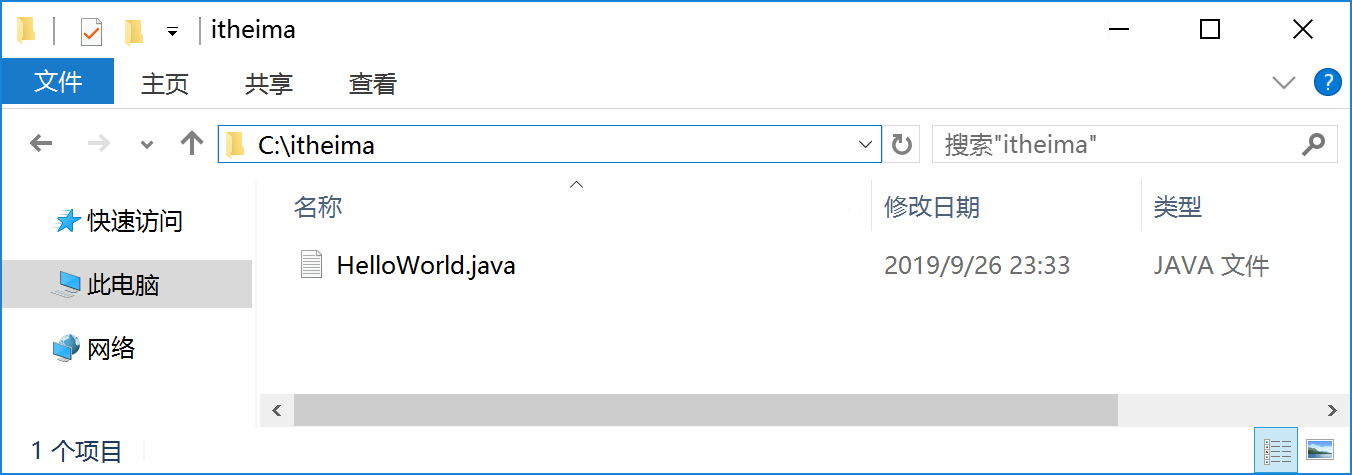 itheima
文件 主页 共享 查看 ?
C:\itheima 搜索"itheima"
名称 修改日期 类型
快速访问
HelloWorld.java 2019/9/26 23:33 JAVA 文件
此电脑
网络
1 个项目